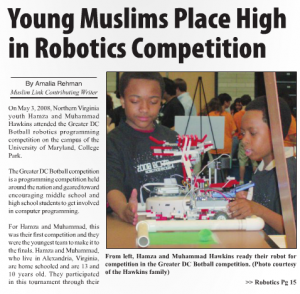 Young Muslims Place High
in Robotics Competition
By Amalia Rehman
Muslim Link Contributing Writer
On May 3, 2008, Northern Virginia
youth Hamza and Muhammad
Hawkins attended the Greater DC
Botball robotics programming
competition on the campus of the
University of Maryland, College
Park.
The Greater DC Botball competition
is a programming competition held
around the nation and geared toward
encouraging middle school and
high school students to get involved
in computer programming.
For Hamza and Muhammad, this
was their first competition and they
were the youngest team to make it to
the finals. Hamza and Muhammad,
who live in Alexandria, Virginia,
are home schooled and are 13 and
10 years old. They participated
in this tournament through their
From left, Hamza and Muhammad Hawkins ready their robot for
competition in the Greater DC Botball competition. (Photo courtesy
of the Hawkins family)
>> Robotics Pg 15